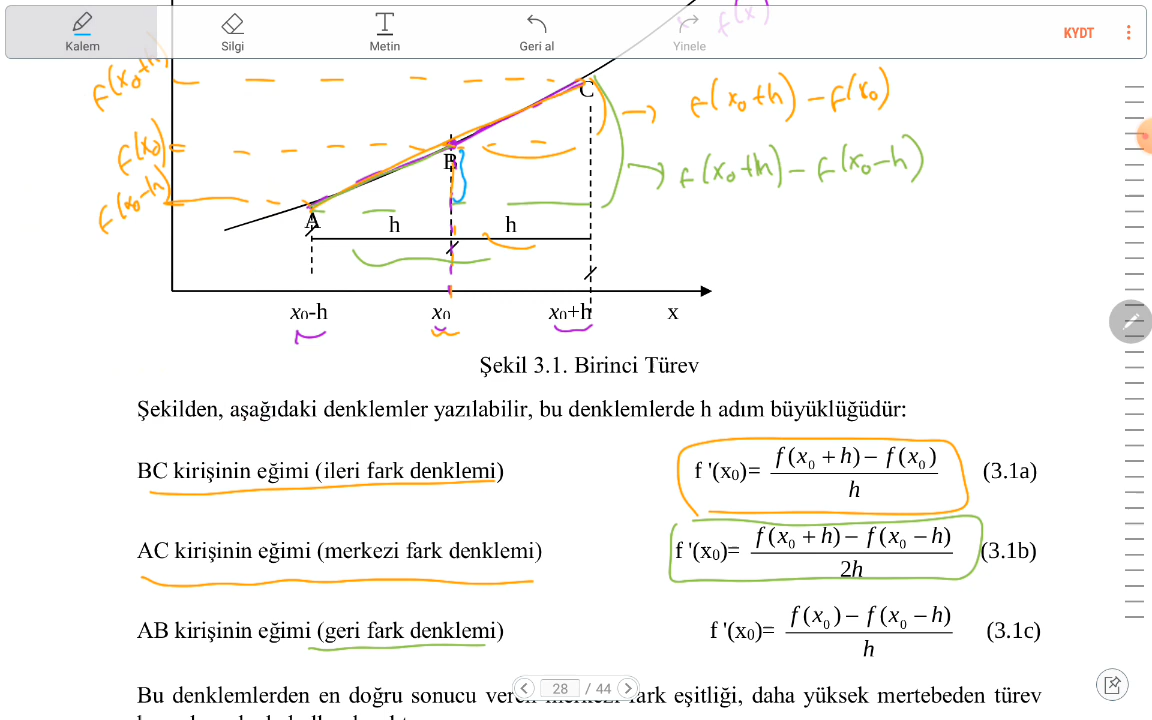 Kalem Silgi Metin Geri al Yinele KYDT
f(x)
f(x₀+h)
C
f(x₀+h) - f(x₀)
f(x₀)
B
f(x₀+h) - f(x₀-h)
f(x₀-h)
A h h
x₀-h x₀ x₀+h x
Şekil 3.1. Birinci Türev
Şekilden, aşağıdaki denklemler yazılabilir, bu denklemlerde h adım büyüklüğüdür:
BC kirişinin eğimi (ileri fark denklemi) f '(x₀)= f(x₀+h)−f(x₀) / h (3.1a)
AC kirişinin eğimi (merkezi fark denklemi) f '(x₀)= f(x₀+h)−f(x₀−h) / 2h (3.1b)
AB kirişinin eğimi (geri fark denklemi) f '(x₀)= f(x₀)−f(x₀−h) / h (3.1c)
28 / 44
Bu denklemlerden en doğru sonucu veren merkezi fark eşitliği, daha yüksek mertebeden türev